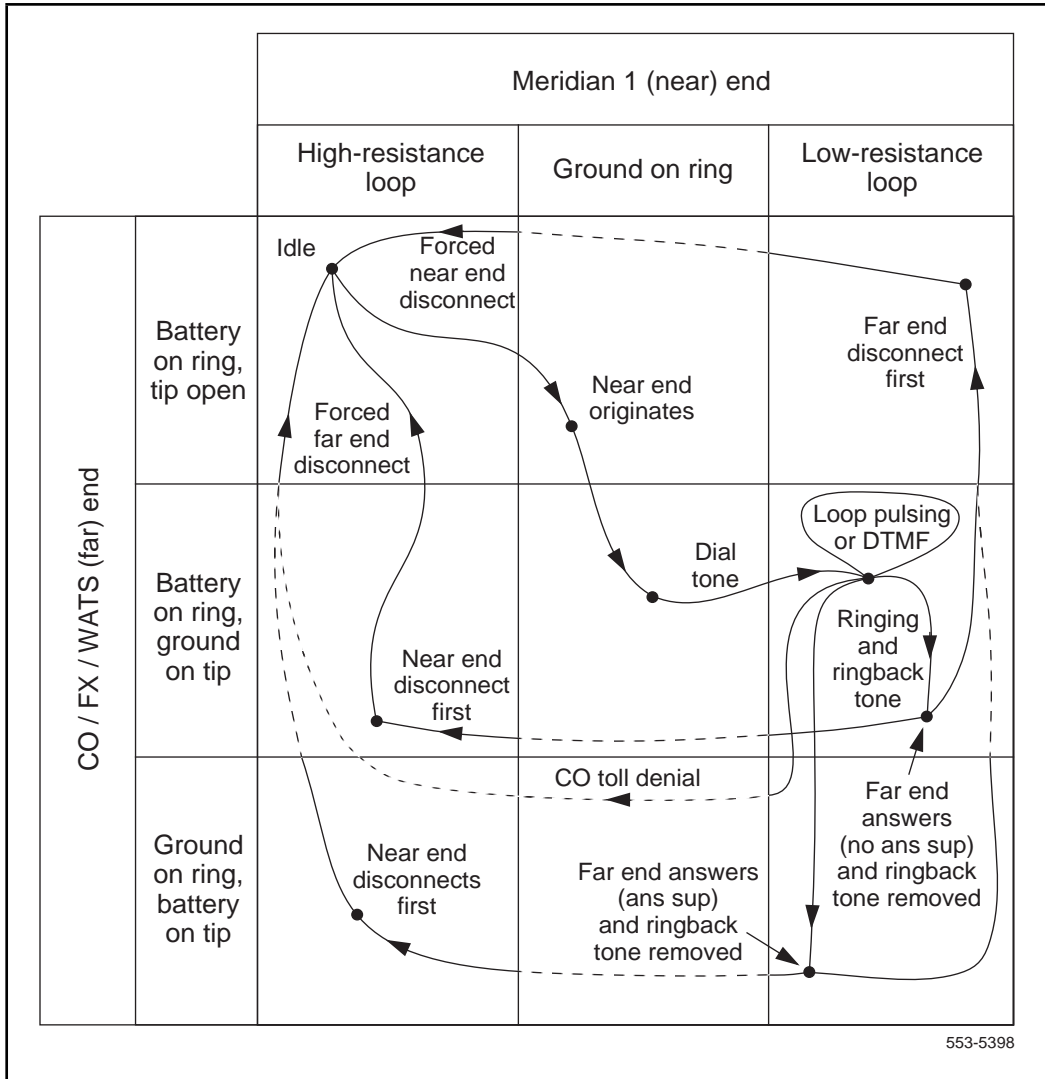 Meridian 1 (near) end
High-resistance
loop
Ground on ring
Low-resistance
loop
CO / FX / WATS (far) end
Battery
on ring,
tip open
Idle
Forced
near end
disconnect
Forced
far end
disconnect
Near end
originates
Far end
disconnect
first
Battery
on ring,
ground
on tip
Near end
disconnect
first
Dial
tone
Loop pulsing
or DTMF
Ringing
and
ringback
tone
CO toll denial
Ground
on ring,
battery
on tip
Near end
disconnects
first
Far end answers
(ans sup)
and ringback
tone removed
Far end
answers
(no ans sup)
and ringback
tone removed
553-5398